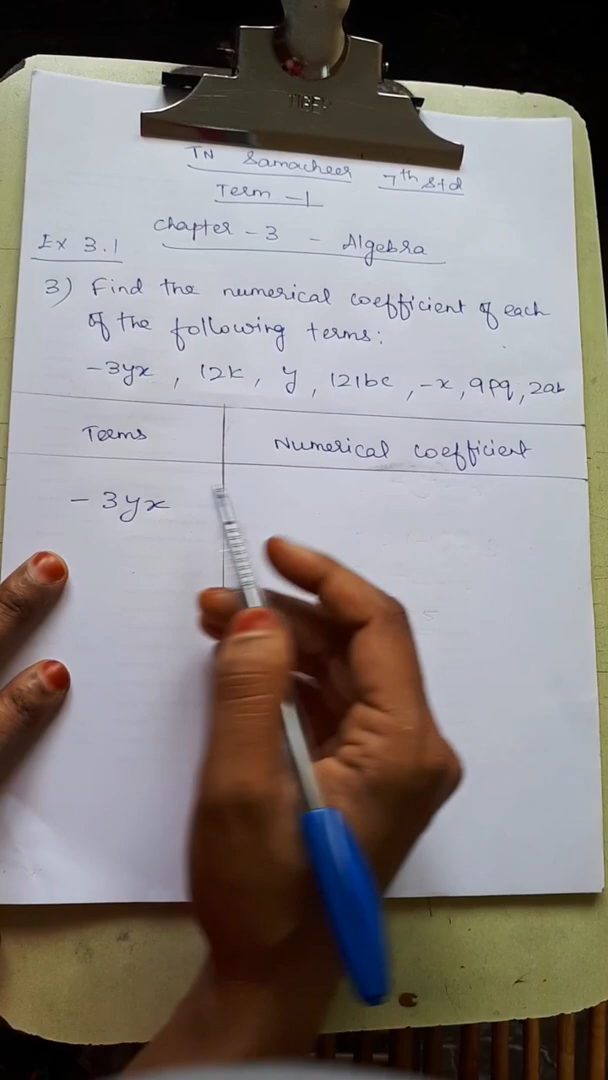 TN Samacheer 7th Std
Term - I
Chapter - 3 - Algebra
Ex 3.1
3) Find the numerical coefficient of each
of the following terms:
-3yx, 12k, y, 121bc, -x, 9pq, 2ab
Terms Numerical coefficient
-3yx